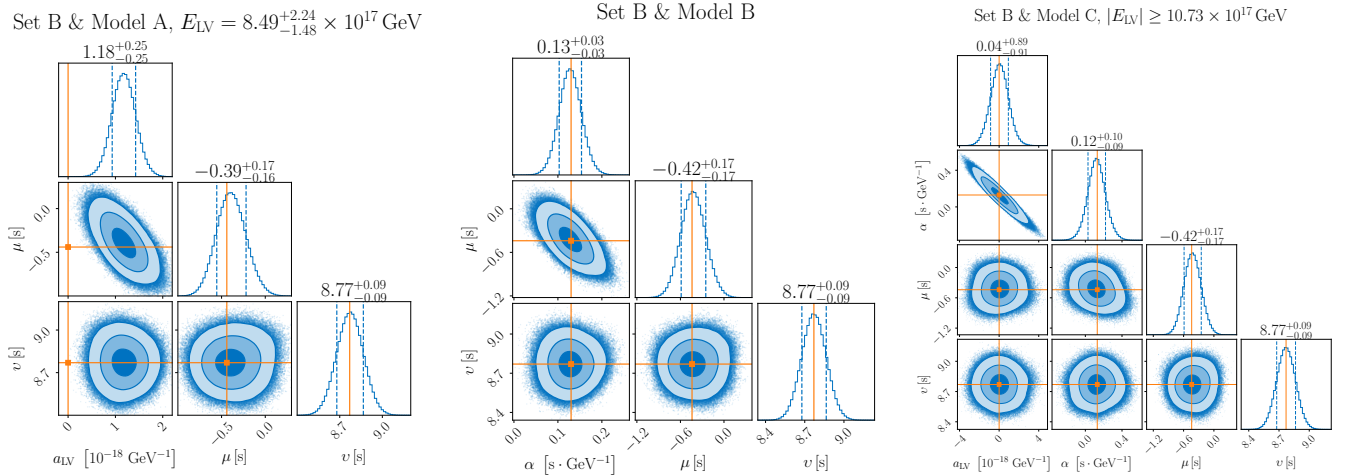 Set B & Model A, E_LV = 8.49^{+2.24}_{-1.48} × 10^17 GeV
1.18^{+0.25}_{-0.25}
−0.39^{+0.17}_{-0.16}
8.77^{+0.09}_{-0.09}
μ [s]
0.0
−0.5
υ [s]
9.0
8.7
0
1
2
a_LV [10^−18 GeV^−1]
−0.5
0.0
μ [s]
8.7
9.0
υ [s]
Set B & Model B
0.13^{+0.03}_{-0.03}
−0.42^{+0.17}_{-0.17}
8.77^{+0.09}_{-0.09}
μ [s]
0.0
−0.6
−1.2
υ [s]
9.0
8.7
8.4
0.0
0.1
0.2
α [s · GeV^−1]
−1.2
−0.6
0.0
μ [s]
8.4
8.7
9.0
υ [s]
Set B & Model C, |E_LV| ≥ 10.73 × 10^17 GeV
0.04^{+0.89}_{-0.91}
0.12^{+0.10}_{-0.09}
−0.42^{+0.17}_{-0.17}
8.77^{+0.09}_{-0.09}
α [s · GeV^−1]
0.4
0.0
μ [s]
0.0
−0.6
−1.2
υ [s]
9.0
8.7
8.4
−4
0
4
a_LV [10^−18 GeV^−1]
0.0
0.4
α [s · GeV^−1]
−1.2
−0.6
0.0
μ [s]
8.4
8.7
9.0
υ [s]